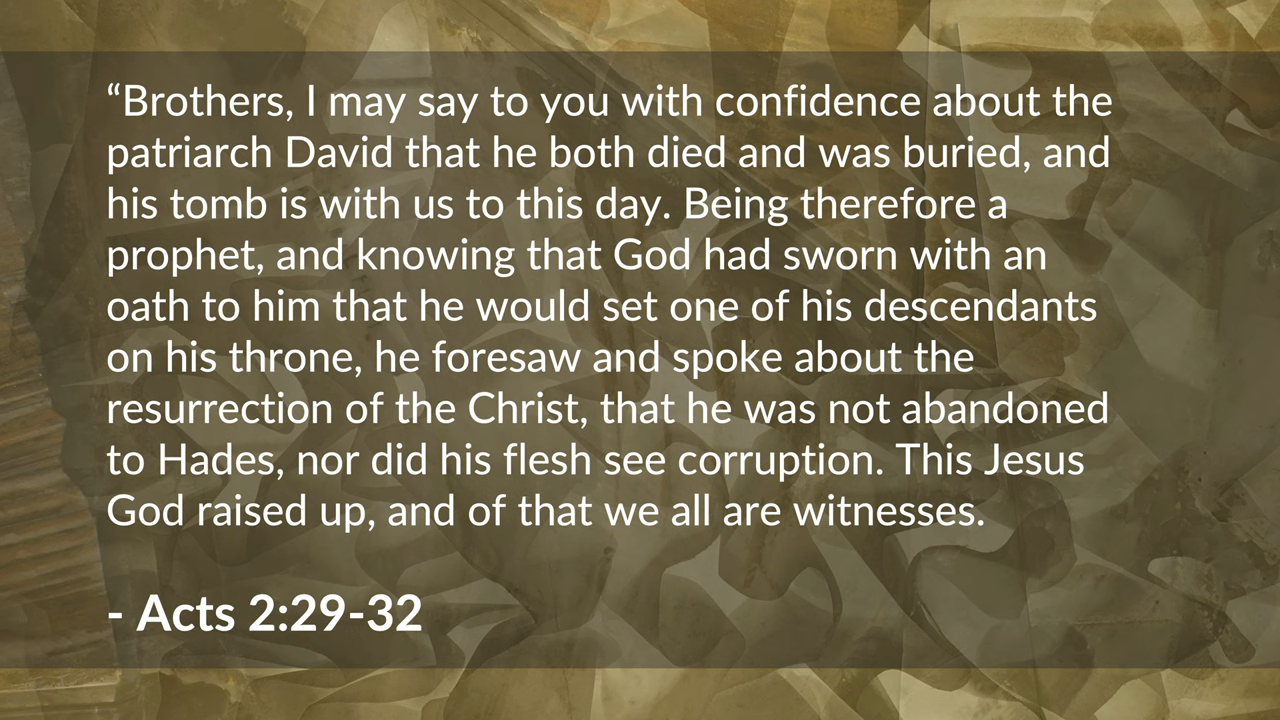 “Brothers, I may say to you with confidence about the
patriarch David that he both died and was buried, and
his tomb is with us to this day. Being therefore a
prophet, and knowing that God had sworn with an
oath to him that he would set one of his descendants
on his throne, he foresaw and spoke about the
resurrection of the Christ, that he was not abandoned
to Hades, nor did his flesh see corruption. This Jesus
God raised up, and of that we all are witnesses.
- Acts 2:29-32